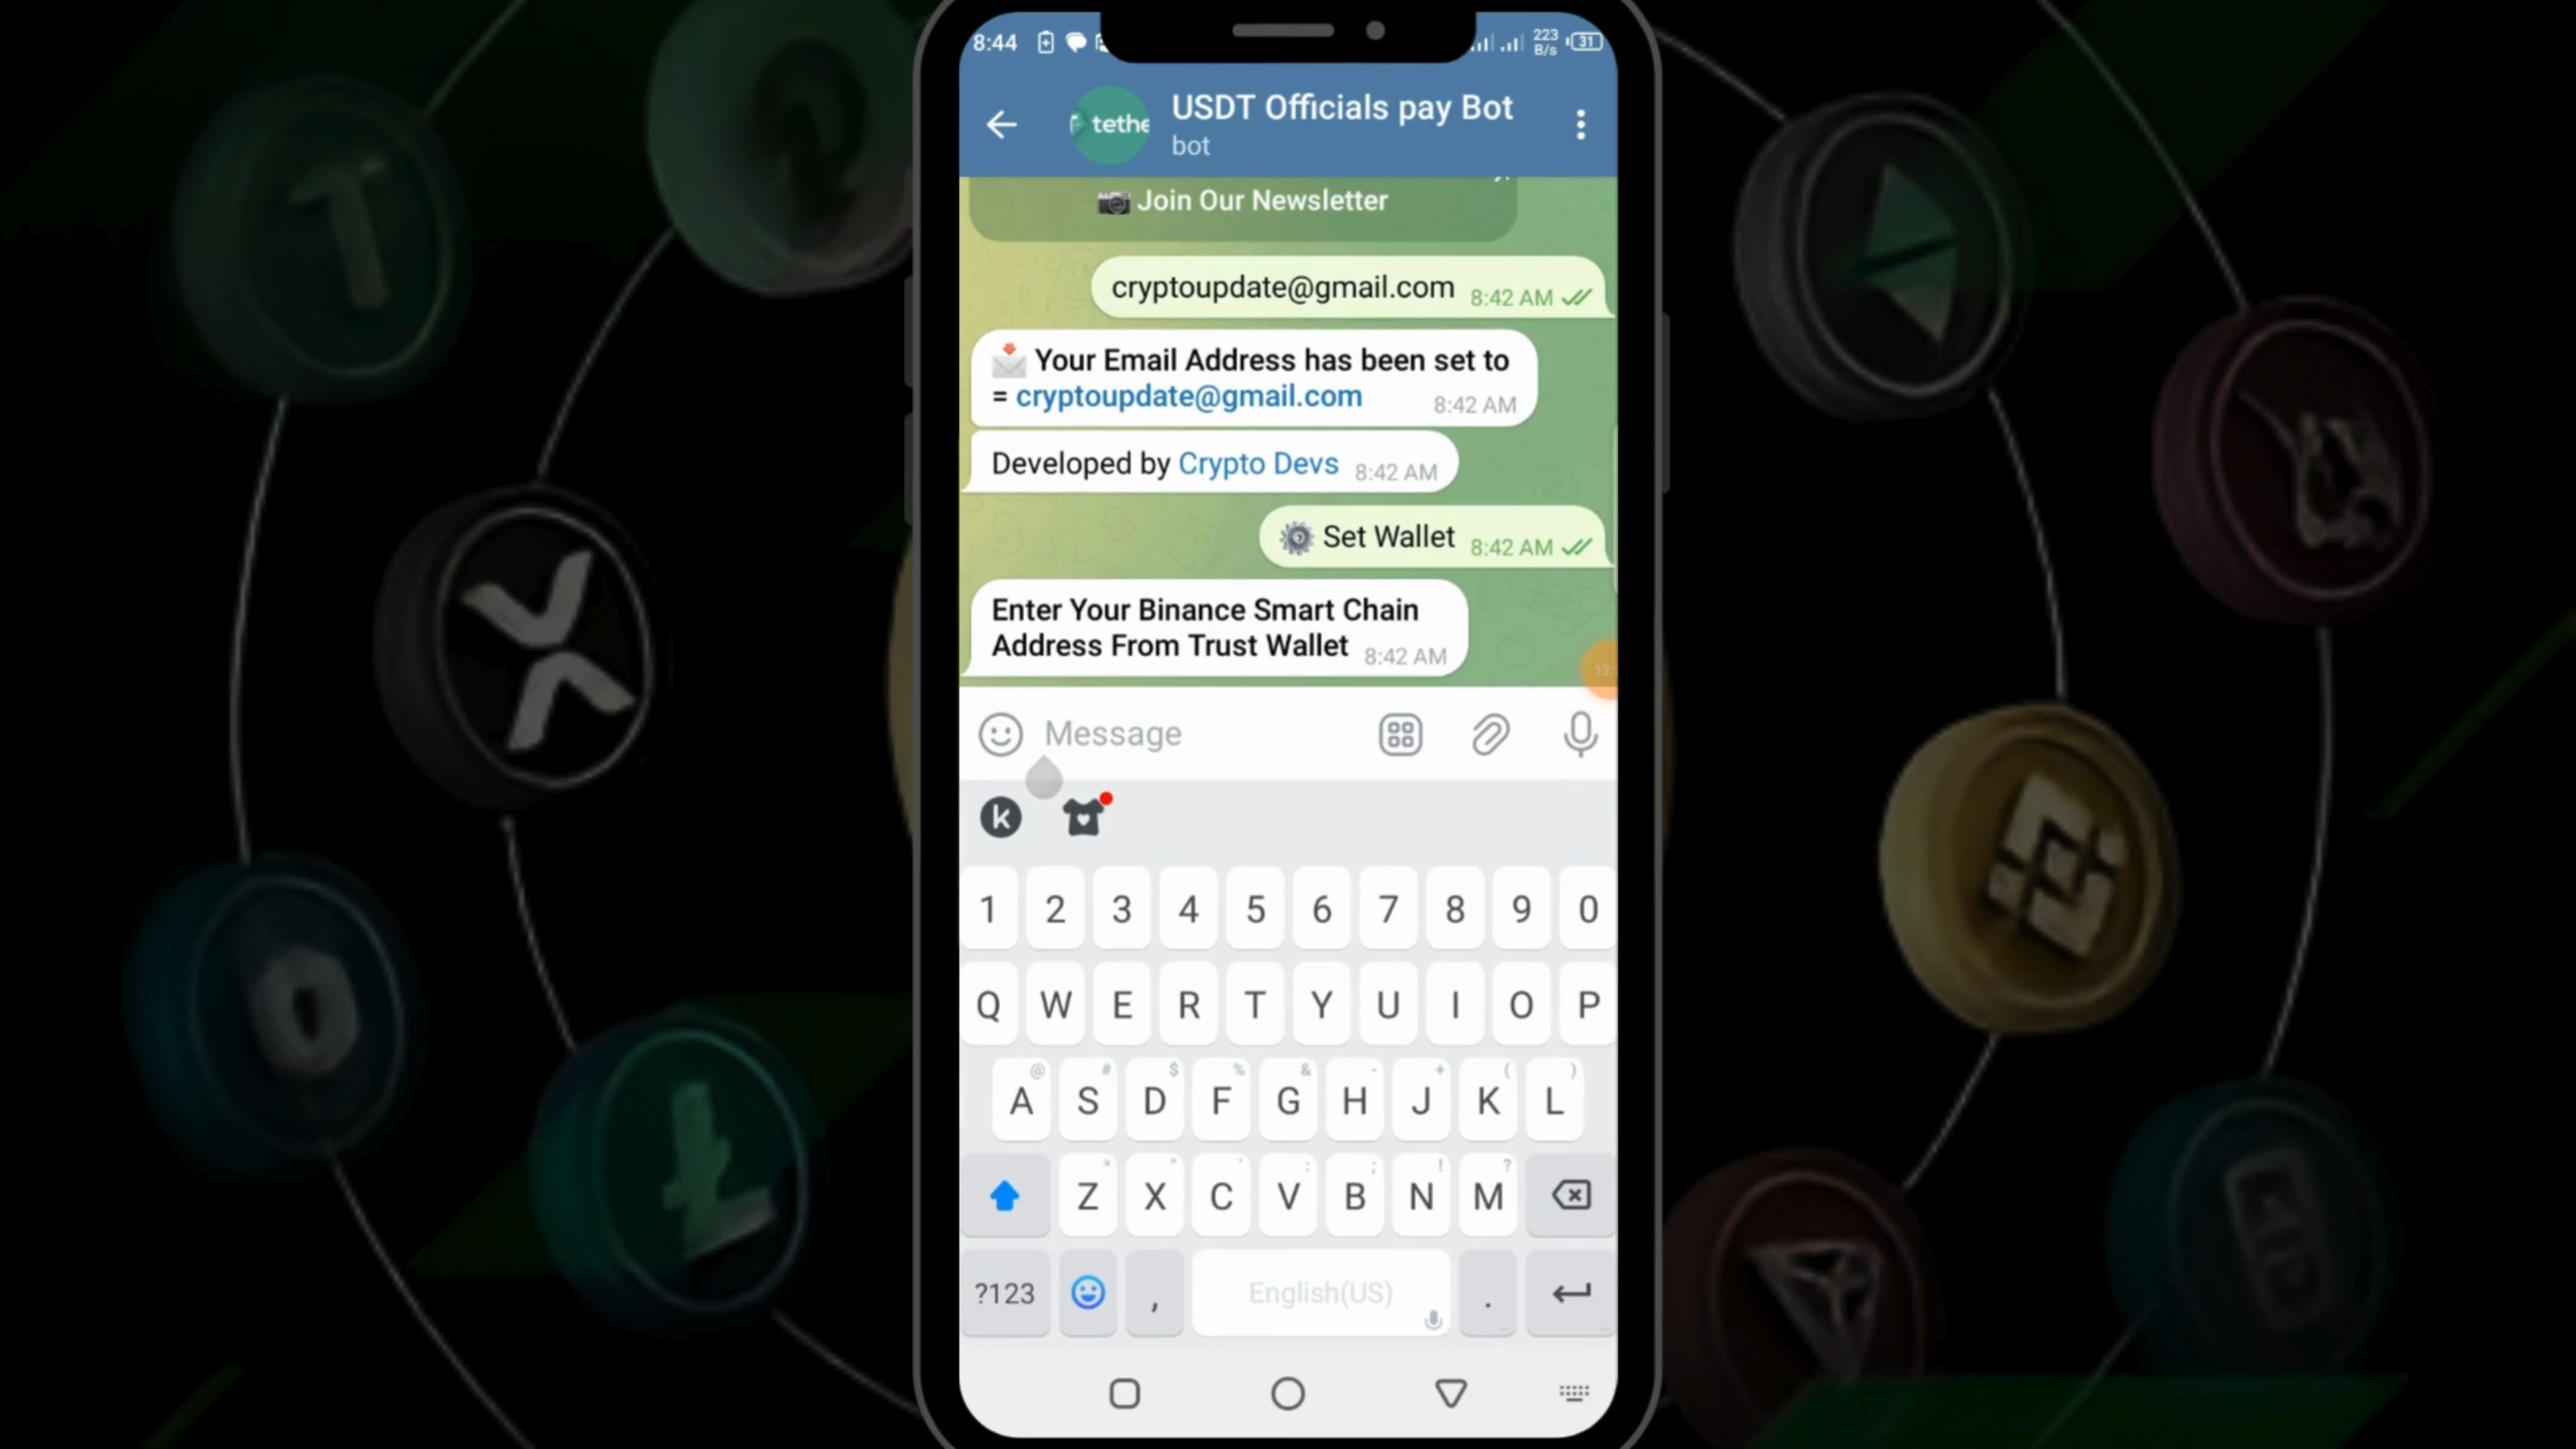 8:44
223
B/s
31
tethe
USDT Officials pay Bot
bot
Join Our Newsletter
cryptoupdate@gmail.com 8:42 AM
Your Email Address has been set to
= cryptoupdate@gmail.com 8:42 AM
Developed by Crypto Devs 8:42 AM
Set Wallet 8:42 AM
Enter Your Binance Smart Chain
Address From Trust Wallet 8:42 AM
Message
k
1 2 3 4 5 6 7 8 9 0
Q W E R T Y U I O P
@ # $ % & - + ( )
A S D F G H J K L
Z X C V B N M
?123 , English(US) .